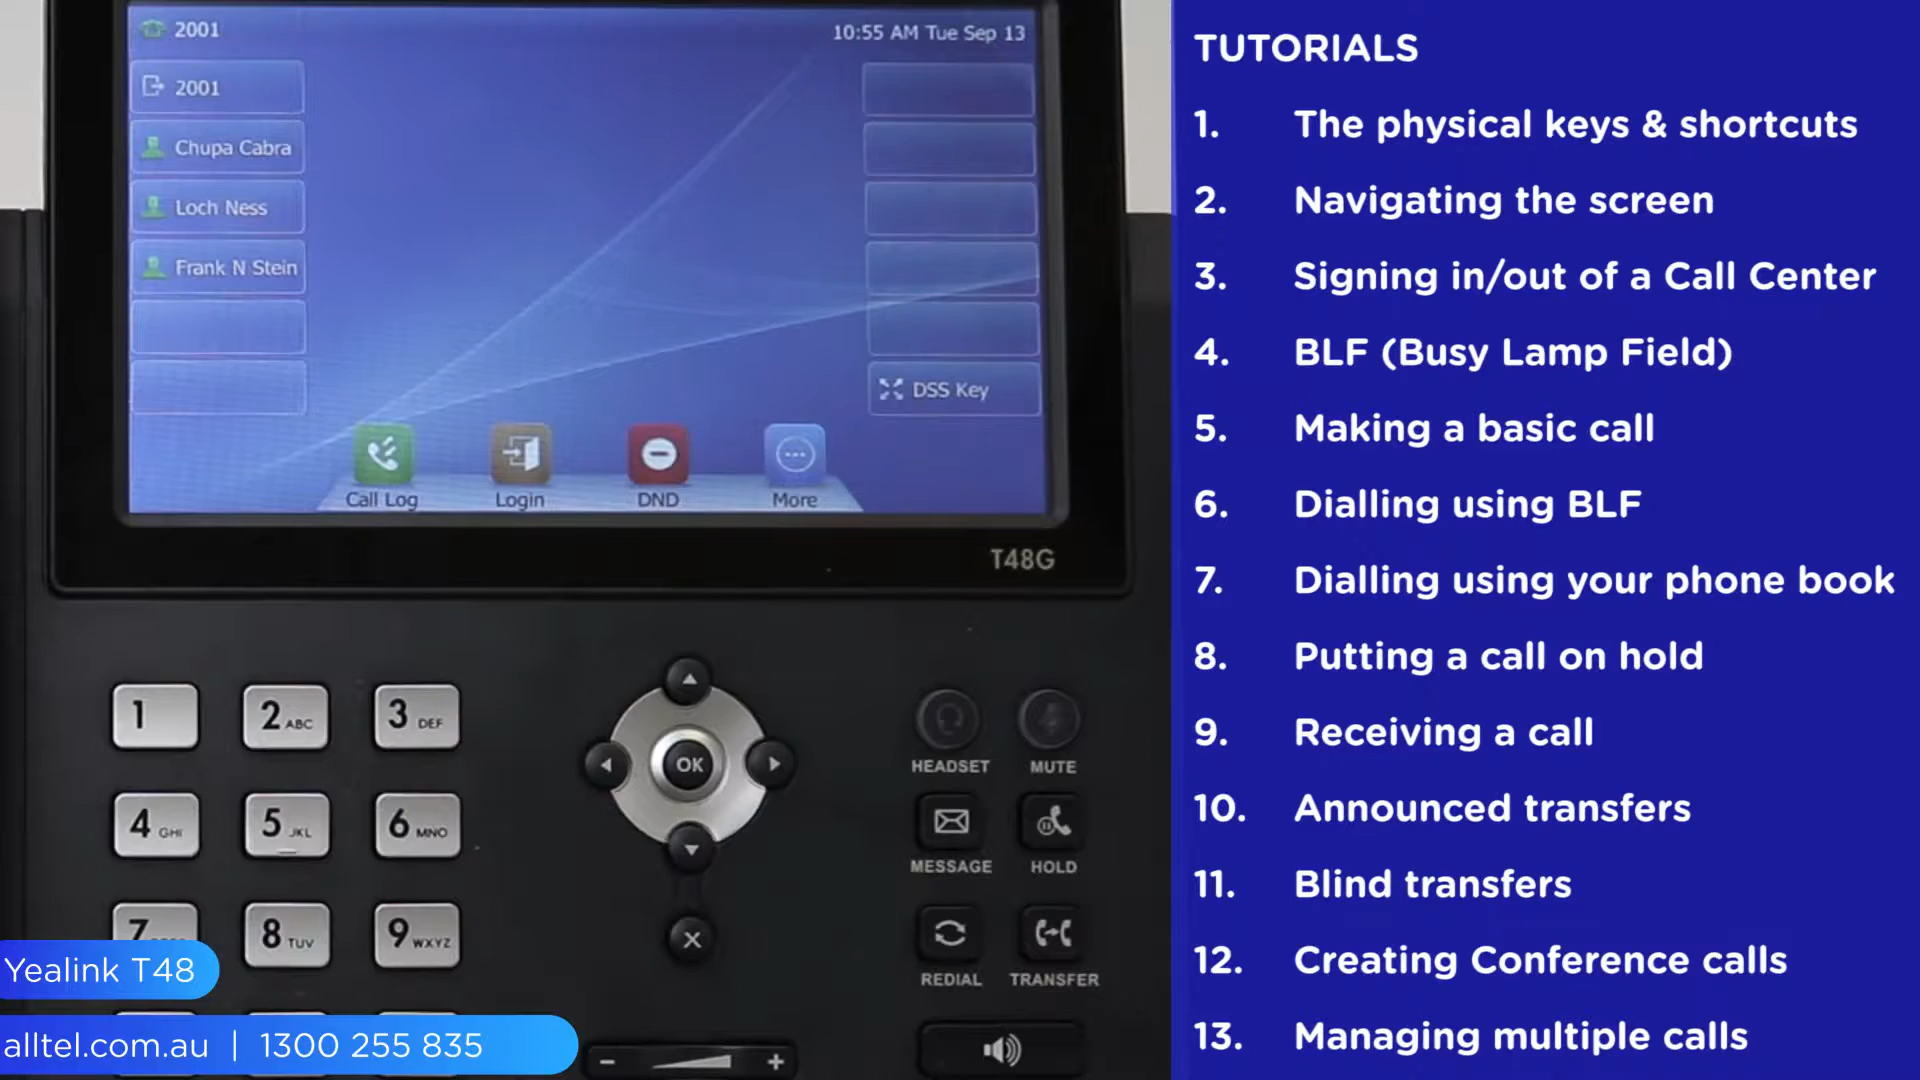 2001
10:55 AM Tue Sep 13
2001
Chupa Cabra
Loch Ness
Frank N Stein
DSS Key
Call Log
Login
DND
More
T48G
1
2 ABC
3 DEF
4 GHI
5 JKL
6 MNO
7
8 TUV
9 WXYZ
OK
HEADSET
MUTE
MESSAGE
HOLD
REDIAL
TRANSFER
Yealink T48
alltel.com.au | 1300 255 835
TUTORIALS
1. The physical keys & shortcuts
2. Navigating the screen
3. Signing in/out of a Call Center
4. BLF (Busy Lamp Field)
5. Making a basic call
6. Dialling using BLF
7. Dialling using your phone book
8. Putting a call on hold
9. Receiving a call
10. Announced transfers
11. Blind transfers
12. Creating Conference calls
13. Managing multiple calls